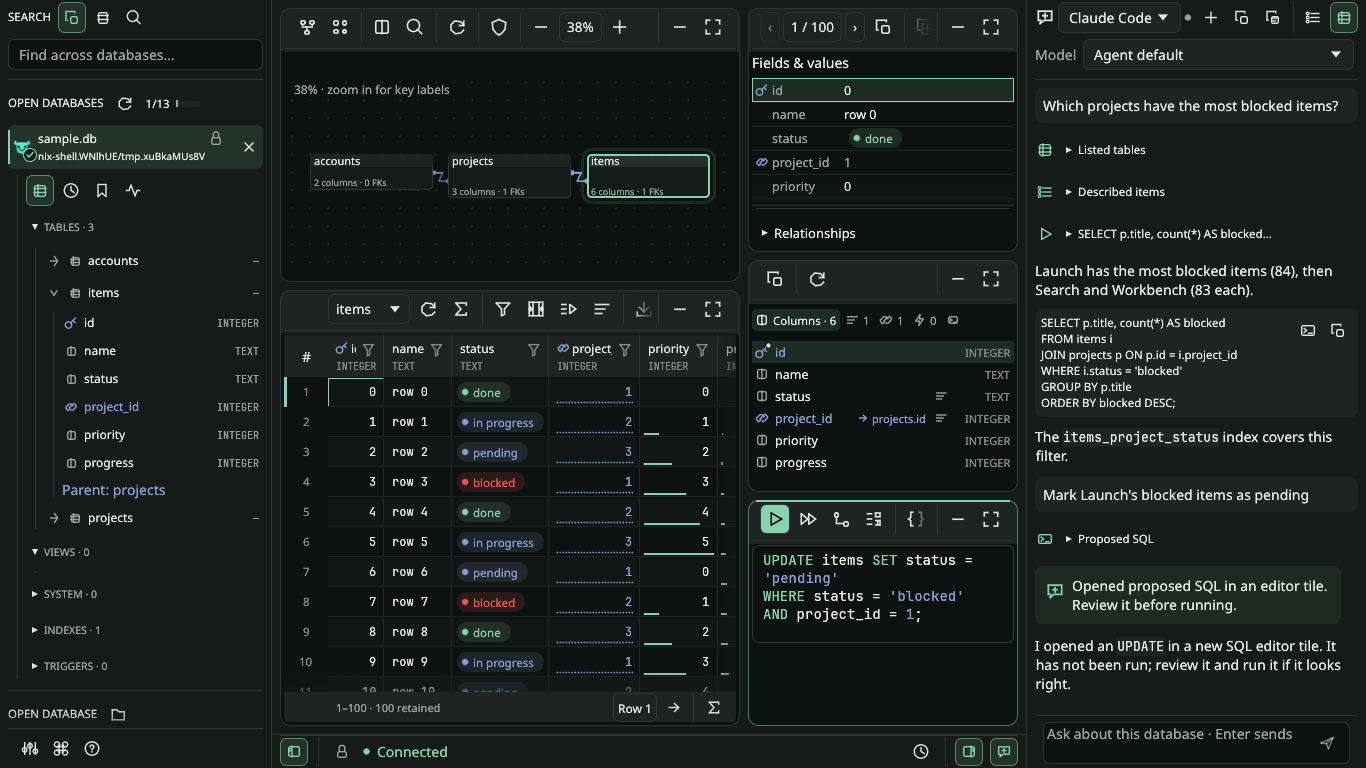 SEARCH
Find across databases...
OPEN DATABASES 1/13
sample.db
nix-shell.WNlhUE/tmp.xuBkaMUs8V
TABLES · 3
accounts –
items –
id INTEGER
name TEXT
status TEXT
project_id INTEGER
priority INTEGER
progress INTEGER
Parent: projects
projects –
VIEWS · 0
SYSTEM · 0
INDEXES · 1
TRIGGERS · 0
OPEN DATABASE
38%
38% · zoom in for key labels
accounts
2 columns · 0 FKs
projects
3 columns · 1 FKs
items
6 columns · 1 FKs
items
# name status project priority
INTEGER TEXT TEXT INTEGER INTEGER
1 0 row 0 done 1 0
2 1 row 1 in progress 2 1
3 2 row 2 pending 3 2
4 3 row 3 blocked 1 3
5 4 row 4 done 2 4
6 5 row 5 in progress 3 5
7 6 row 6 pending 1 0
8 7 row 7 blocked 2 1
9 8 row 8 done 3 2
10 9 row 9 in progress 1 3
11 10 row 10 pending 2 4
1–100 · 100 retained Row 1
Connected
1 / 100
Fields & values
id 0
name row 0
status done
project_id 1
priority 0
Relationships
Columns · 6 1 1 0
id INTEGER
name TEXT
status TEXT
project_id projects.id INTEGER
priority INTEGER
progress INTEGER
{}
UPDATE items SET status =
'pending'
WHERE status = 'blocked'
AND project_id = 1;
Claude Code
Model Agent default
Which projects have the most blocked items?
Listed tables
Described items
SELECT p.title, count(*) AS blocked...
Launch has the most blocked items (84), then
Search and Workbench (83 each).
SELECT p.title, count(*) AS blocked
FROM items i
JOIN projects p ON p.id = i.project_id
WHERE i.status = 'blocked'
GROUP BY p.title
ORDER BY blocked DESC;
The items_project_status index covers this
filter.
Mark Launch's blocked items as pending
Proposed SQL
Opened proposed SQL in an editor tile.
Review it before running.
I opened an UPDATE in a new SQL editor tile. It
has not been run; review it and run it if it looks
right.
Ask about this database · Enter sends